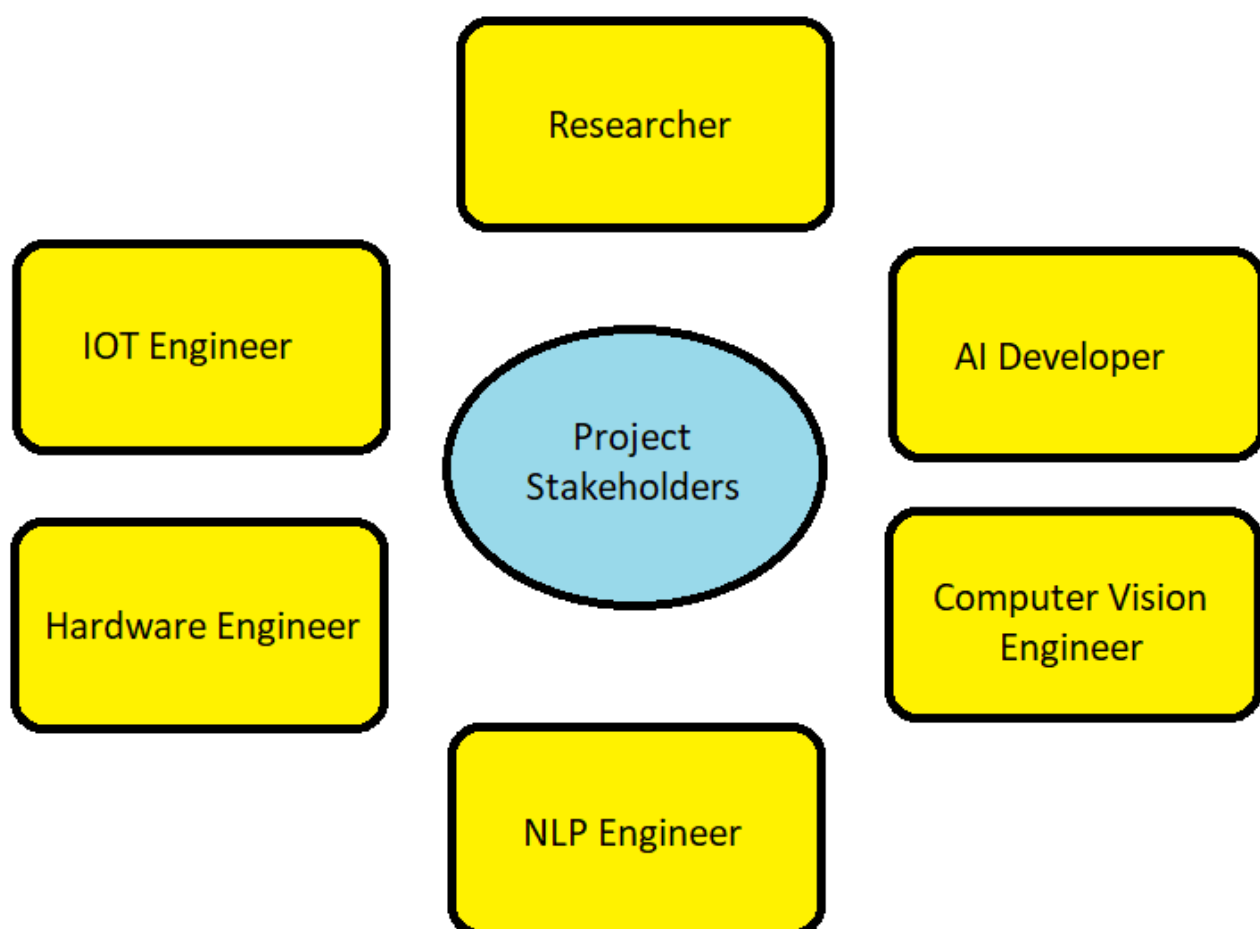 Researcher
IOT Engineer
AI Developer
Project
Stakeholders
Hardware Engineer
Computer Vision
Engineer
NLP Engineer